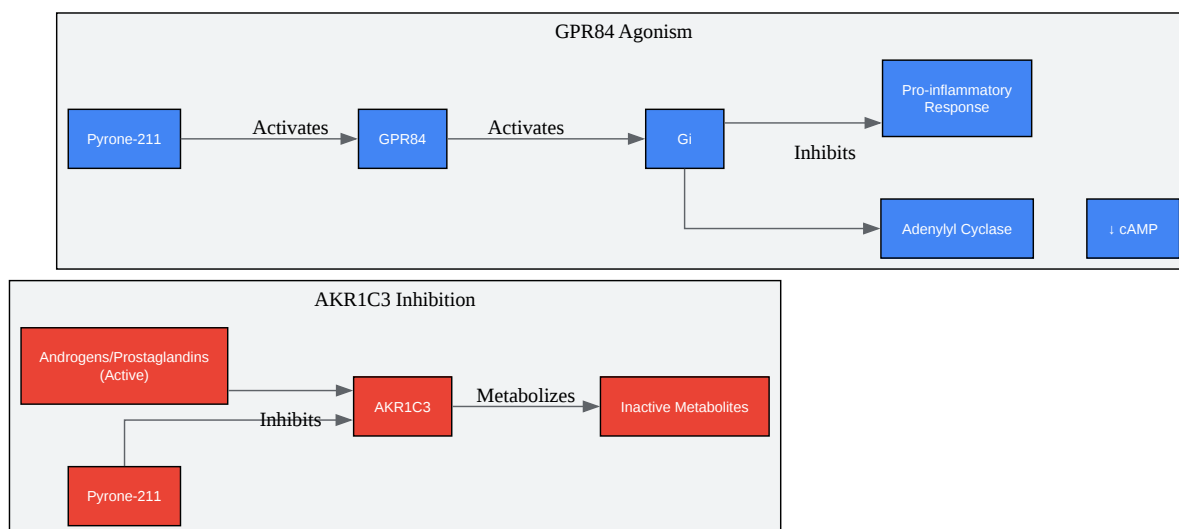 GPR84 Agonism
Pro-inflammatory
Response
Pyrone-211
Activates
GPR84
Activates
Gi
Inhibits
Adenylyl Cyclase
↓ cAMP
AKR1C3 Inhibition
Androgens/Prostaglandins
(Active)
Inhibits
AKR1C3
Metabolizes
Inactive Metabolites
Pyrone-211